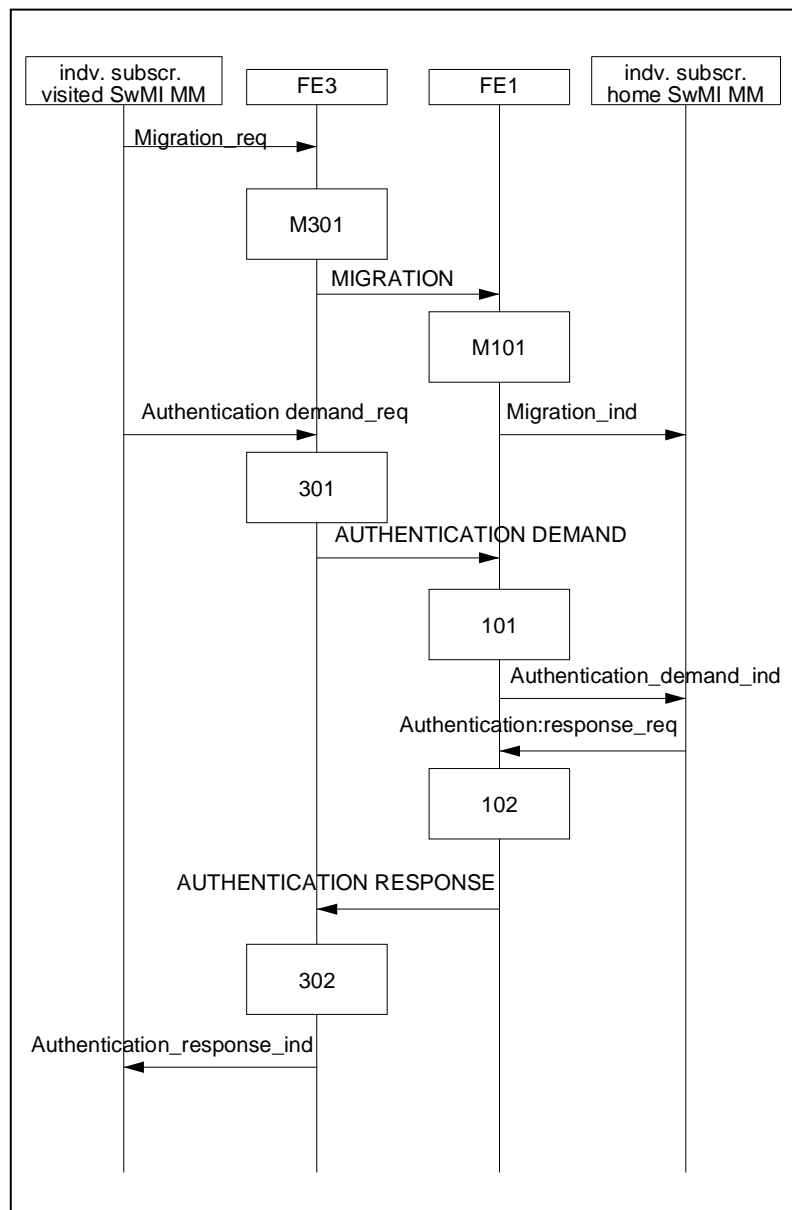 indv. subscr.
visited SwMI MM
FE3
FE1
indv. subscr.
home SwMI MM
Migration_req
M301
MIGRATION
M101
Authentication demand_req
Migration_ind
301
AUTHENTICATION DEMAND
101
Authentication_demand_ind
Authentication:response_req
102
AUTHENTICATION RESPONSE
302
Authentication_response_ind